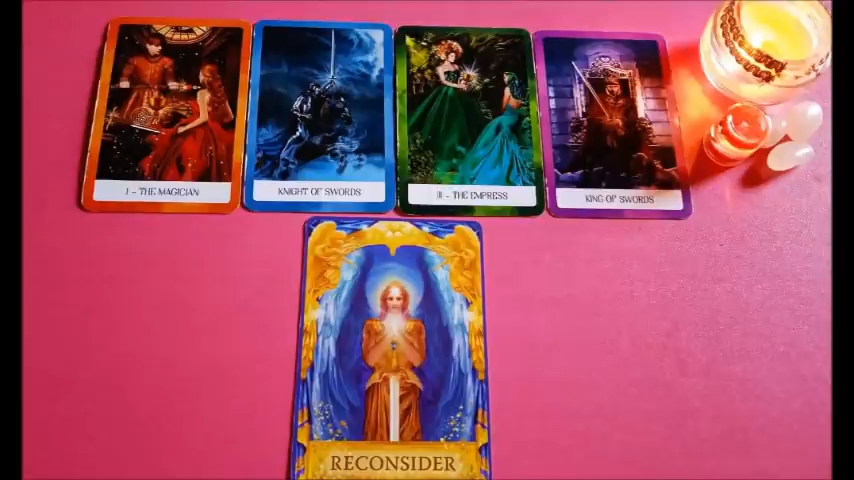 I - THE MAGICIAN
KNIGHT OF SWORDS
III - THE EMPRESS
KING OF SWORDS
RECONSIDER